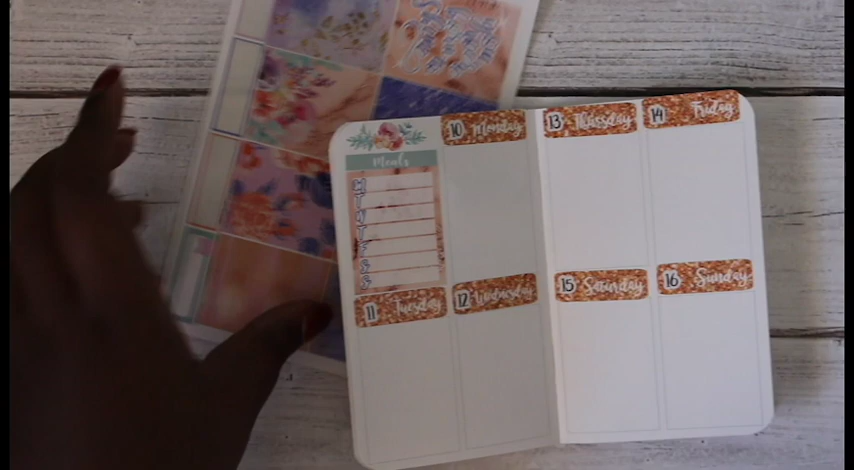 Meals
M
T
W
T
F
S
S
10 Monday
11 Tuesday
12 Wednesday
13 Thursday
14 Friday
15 Saturday
16 Sunday